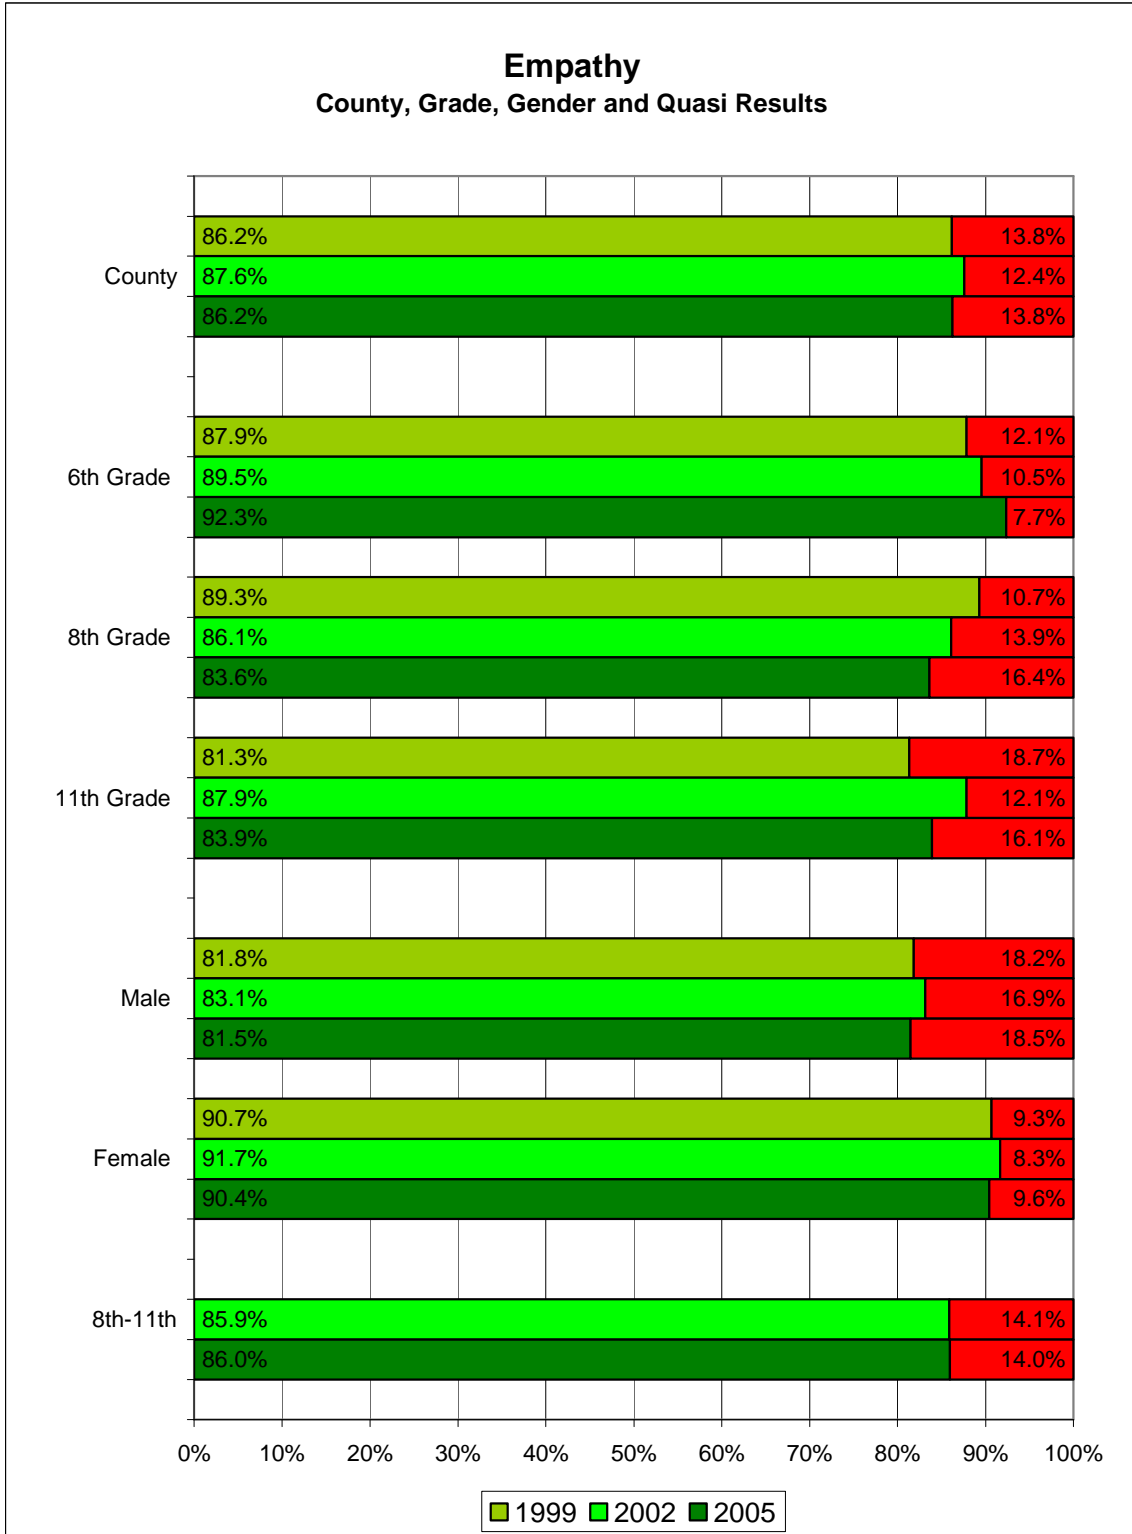 Empathy
County, Grade, Gender and Quasi Results
86.2% 13.8%
County 87.6% 12.4%
86.2% 13.8%
87.9% 12.1%
6th Grade 89.5% 10.5%
92.3% 7.7%
89.3% 10.7%
8th Grade 86.1% 13.9%
83.6% 16.4%
81.3% 18.7%
11th Grade 87.9% 12.1%
83.9% 16.1%
81.8% 18.2%
Male 83.1% 16.9%
81.5% 18.5%
90.7% 9.3%
Female 91.7% 8.3%
90.4% 9.6%
8th-11th 85.9% 14.1%
86.0% 14.0%
0% 10% 20% 30% 40% 50% 60% 70% 80% 90% 100%
1999 2002 2005